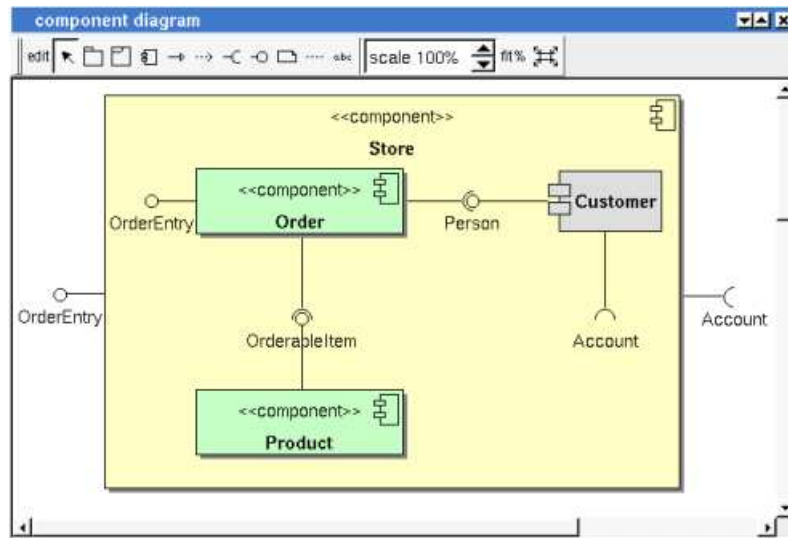 component diagram
edit abc scale 100% fit%
<<component>>
Store
<<component>>
Order
Customer
OrderEntry
Person
OrderEntry
Account
OrderableItem
Account
<<component>>
Product